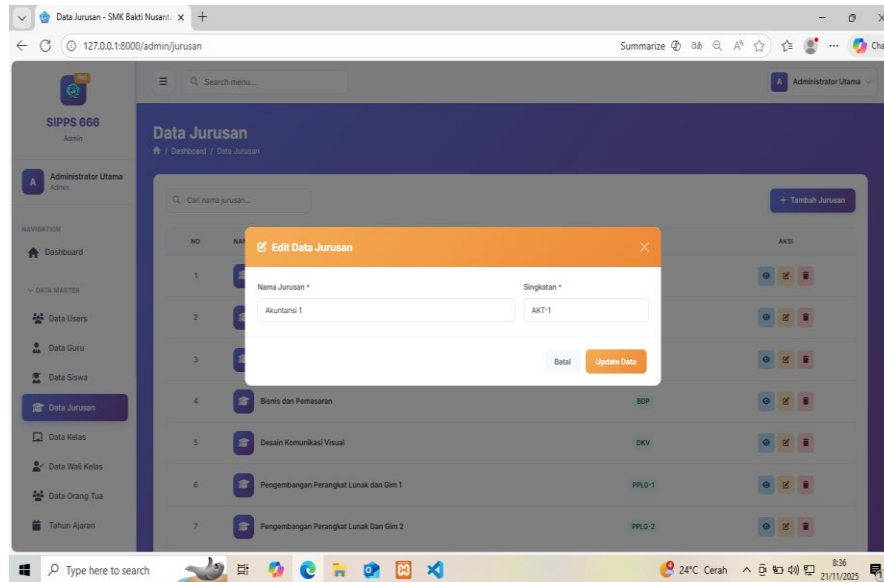 Data Jurusan - SMK Bakti Nusant
127.0.0.1:8000/admin/jurusan
Summarize
SIPPS 666
Admin
Search menu...
A Administrator Utama
Data Jurusan
/ Dashboard / Data Jurusan
A Administrator Utama
Admin
Cari nama jurusan...
+ Tambah Jurusan
NAVIGATION
Dashboard
DATA MASTER
Data Users
Data Guru
Data Siswa
Data Jurusan
Data Kelas
Data Wali Kelas
Data Orang Tua
Tahun Ajaran
NO
AKSI
Edit Data Jurusan
Nama Jurusan *
Singkatan *
Akuntansi 1
AKT-1
Batal
Update Data
1
2
3
4 Bisnis dan Pemasaran BDP
5 Desain Komunikasi Visual DKV
6 Pengembangan Perangkat Lunak dan Gim 1 PPLG-1
7 Pengembangan Perangkat Lunak Dan Gim 2 PPLG-2
Type here to search
24°C Cerah
8:36
21/11/2025